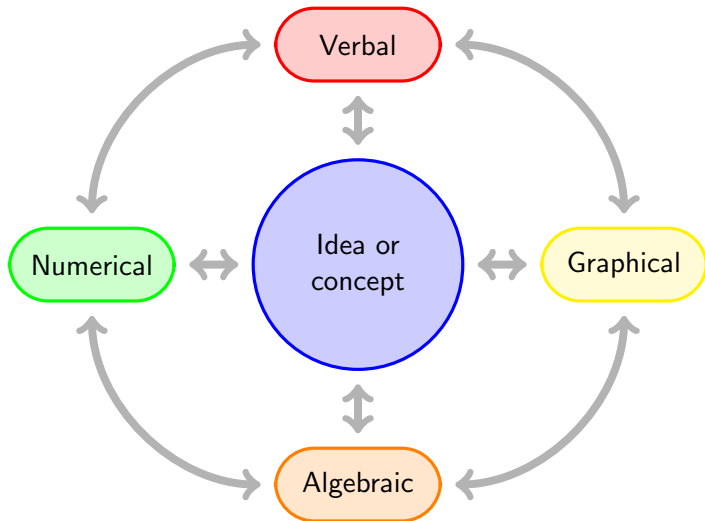 Verbal
Numerical
Idea or
concept
Graphical
Algebraic